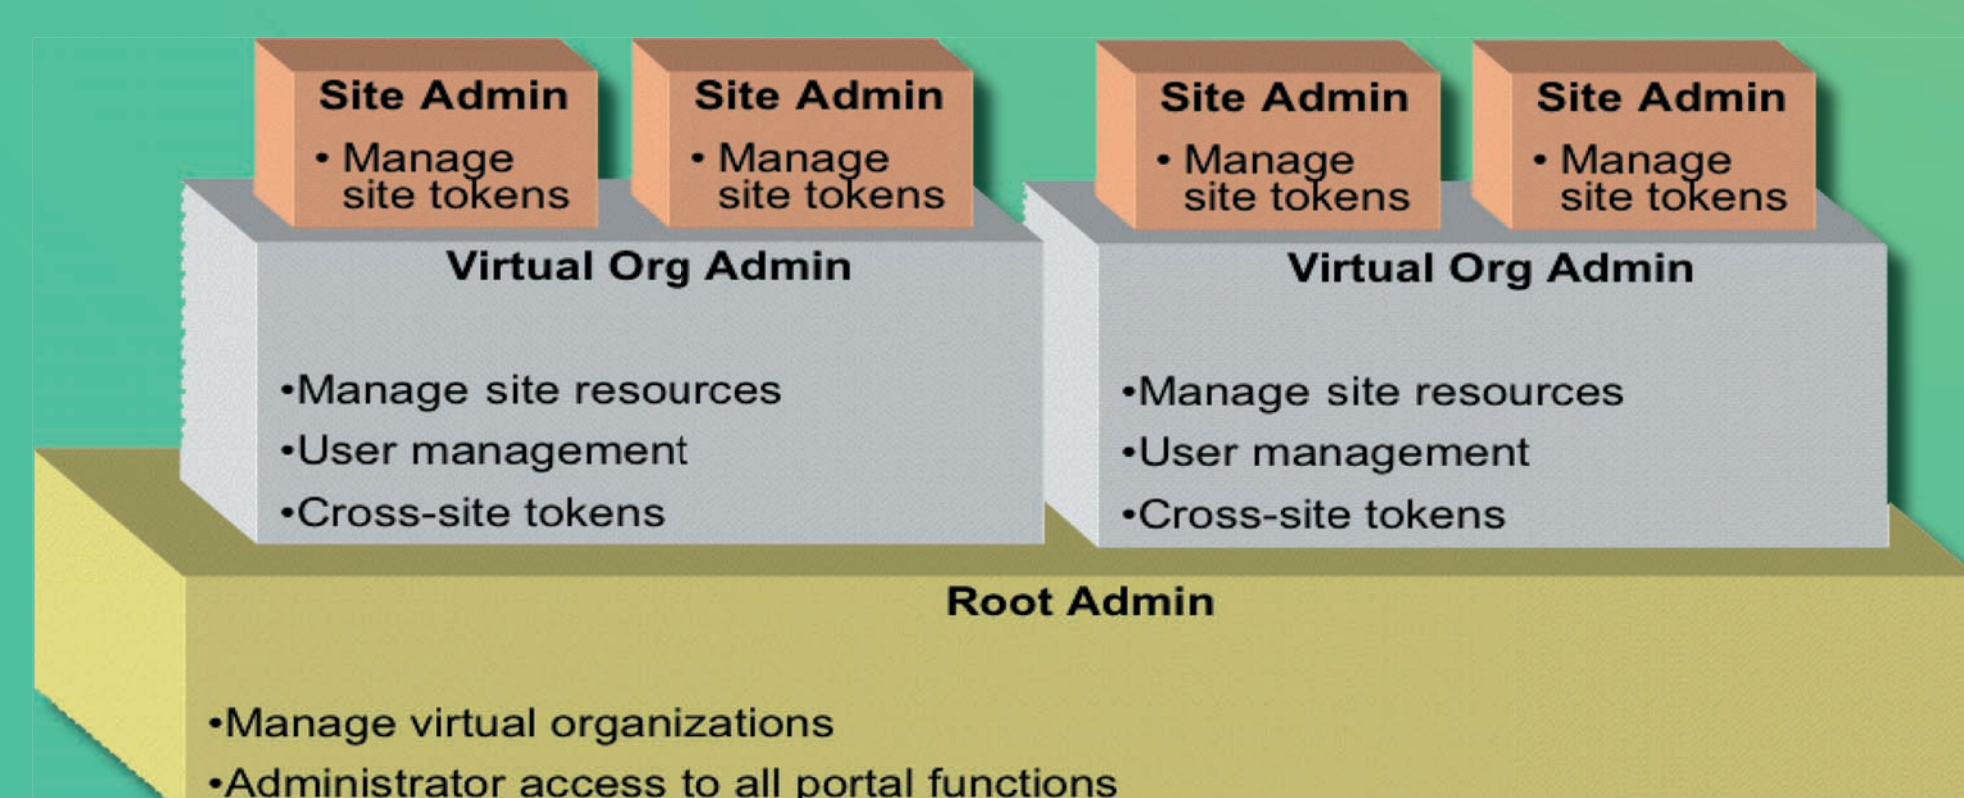 Site Admin
• Manage
site tokens
Site Admin
• Manage
site tokens
Site Admin
• Manage
site tokens
Site Admin
• Manage
site tokens
Virtual Org Admin
•Manage site resources
•User management
•Cross-site tokens
Virtual Org Admin
•Manage site resources
•User management
•Cross-site tokens
Root Admin
•Manage virtual organizations
•Administrator access to all portal functions